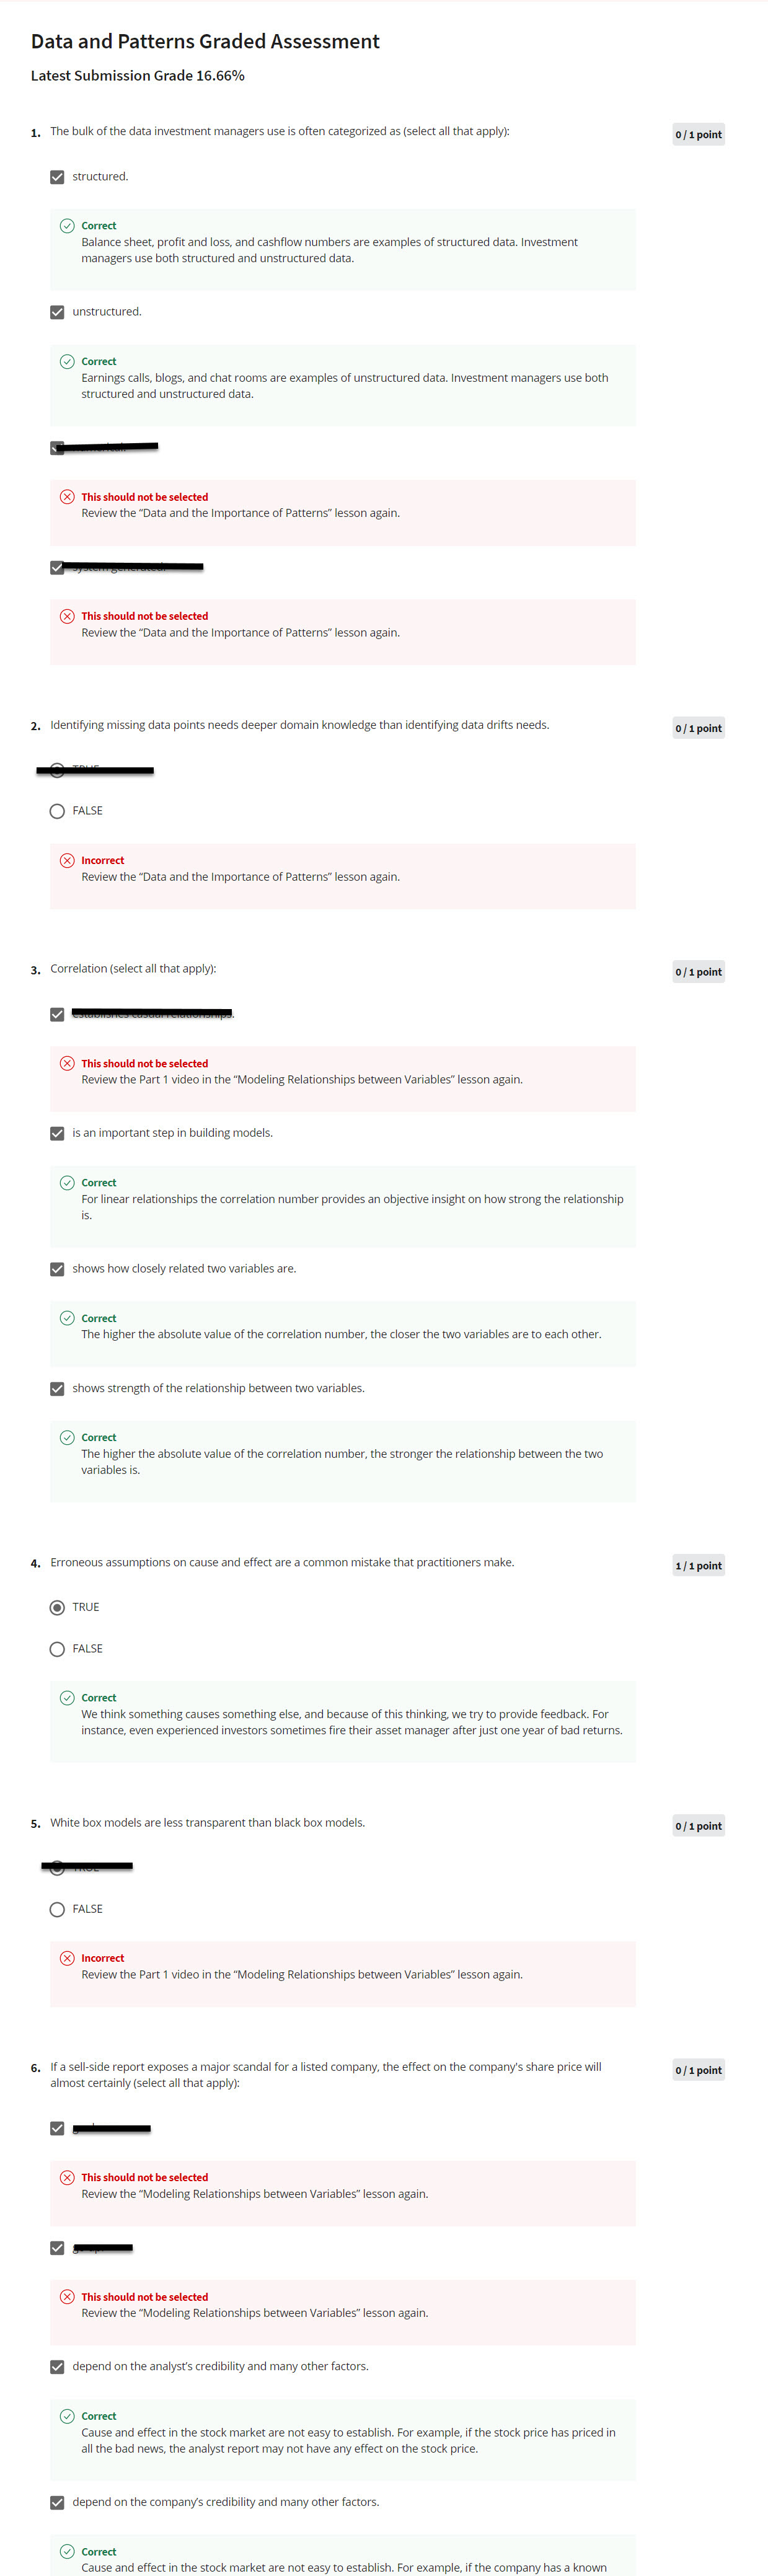 Data and Patterns Graded Assessment
Latest Submission Grade 16.66%
1. The bulk of the data investment managers use is often categorized as (select all that apply):
0 / 1 point
structured.
Correct
Balance sheet, profit and loss, and cashflow numbers are examples of structured data. Investment
managers use both structured and unstructured data.
unstructured.
Correct
Earnings calls, blogs, and chat rooms are examples of unstructured data. Investment managers use both
structured and unstructured data.
This should not be selected
Review the “Data and the Importance of Patterns” lesson again.
This should not be selected
Review the “Data and the Importance of Patterns” lesson again.
2. Identifying missing data points needs deeper domain knowledge than identifying data drifts needs.
0 / 1 point
FALSE
Incorrect
Review the “Data and the Importance of Patterns” lesson again.
3. Correlation (select all that apply):
0 / 1 point
This should not be selected
Review the Part 1 video in the “Modeling Relationships between Variables” lesson again.
is an important step in building models.
Correct
For linear relationships the correlation number provides an objective insight on how strong the relationship
is.
shows how closely related two variables are.
Correct
The higher the absolute value of the correlation number, the closer the two variables are to each other.
shows strength of the relationship between two variables.
Correct
The higher the absolute value of the correlation number, the stronger the relationship between the two
variables is.
4. Erroneous assumptions on cause and effect are a common mistake that practitioners make.
1 / 1 point
TRUE
FALSE
Correct
We think something causes something else, and because of this thinking, we try to provide feedback. For
instance, even experienced investors sometimes fire their asset manager after just one year of bad returns.
5. White box models are less transparent than black box models.
0 / 1 point
FALSE
Incorrect
Review the Part 1 video in the “Modeling Relationships between Variables” lesson again.
6. If a sell-side report exposes a major scandal for a listed company, the effect on the company's share price will
almost certainly (select all that apply):
0 / 1 point
This should not be selected
Review the “Modeling Relationships between Variables” lesson again.
This should not be selected
Review the “Modeling Relationships between Variables” lesson again.
depend on the analyst’s credibility and many other factors.
Correct
Cause and effect in the stock market are not easy to establish. For example, if the stock price has priced in
all the bad news, the analyst report may not have any effect on the stock price.
depend on the company’s credibility and many other factors.
Correct
Cause and effect in the stock market are not easy to establish. For example, if the company has a known